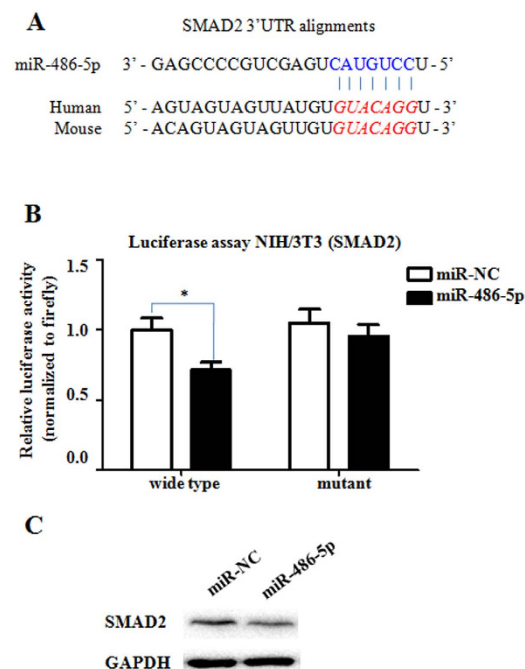 A
SMAD2 3'UTR alignments
miR-486-5p 3' - GAGCCCCGUCGAGUCAUGUCCU - 5'
Human 5' - AGUAGUAGUUAUGUGUACAGGU - 3'
Mouse 5' - ACAGUAGUAGUUGUGUACAGGU - 3'
B
Luciferase assay NIH/3T3 (SMAD2)
Relative luciferase activity
(normalized to firefly)
1.5
1.0
0.5
0.0
*
miR-NC
miR-486-5p
wide type mutant
C
miR-NC miR-486-5p
SMAD2
GAPDH